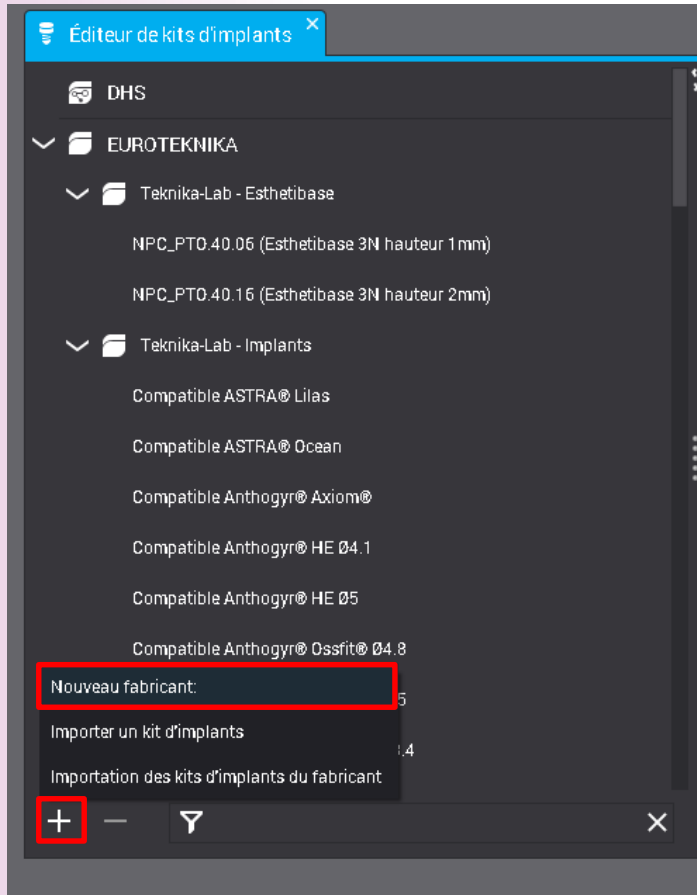 Éditeur de kits d'implants
DHS
EUROTEKNIKA
Teknika-Lab - Esthetibase
NPC_PTO.40.06 (Esthetibase 3N hauteur 1mm)
NPC_PTO.40.16 (Esthetibase 3N hauteur 2mm)
Teknika-Lab - Implants
Compatible ASTRA® Lilas
Compatible ASTRA® Ocean
Compatible Anthogyr® Axiom®
Compatible Anthogyr® HE Ø4.1
Compatible Anthogyr® HE Ø5
Compatible Anthogyr® Ossfit® Ø4.8
Nouveau fabricant:
5
Importer un kit d'implants
.4
Importation des kits d'implants du fabricant